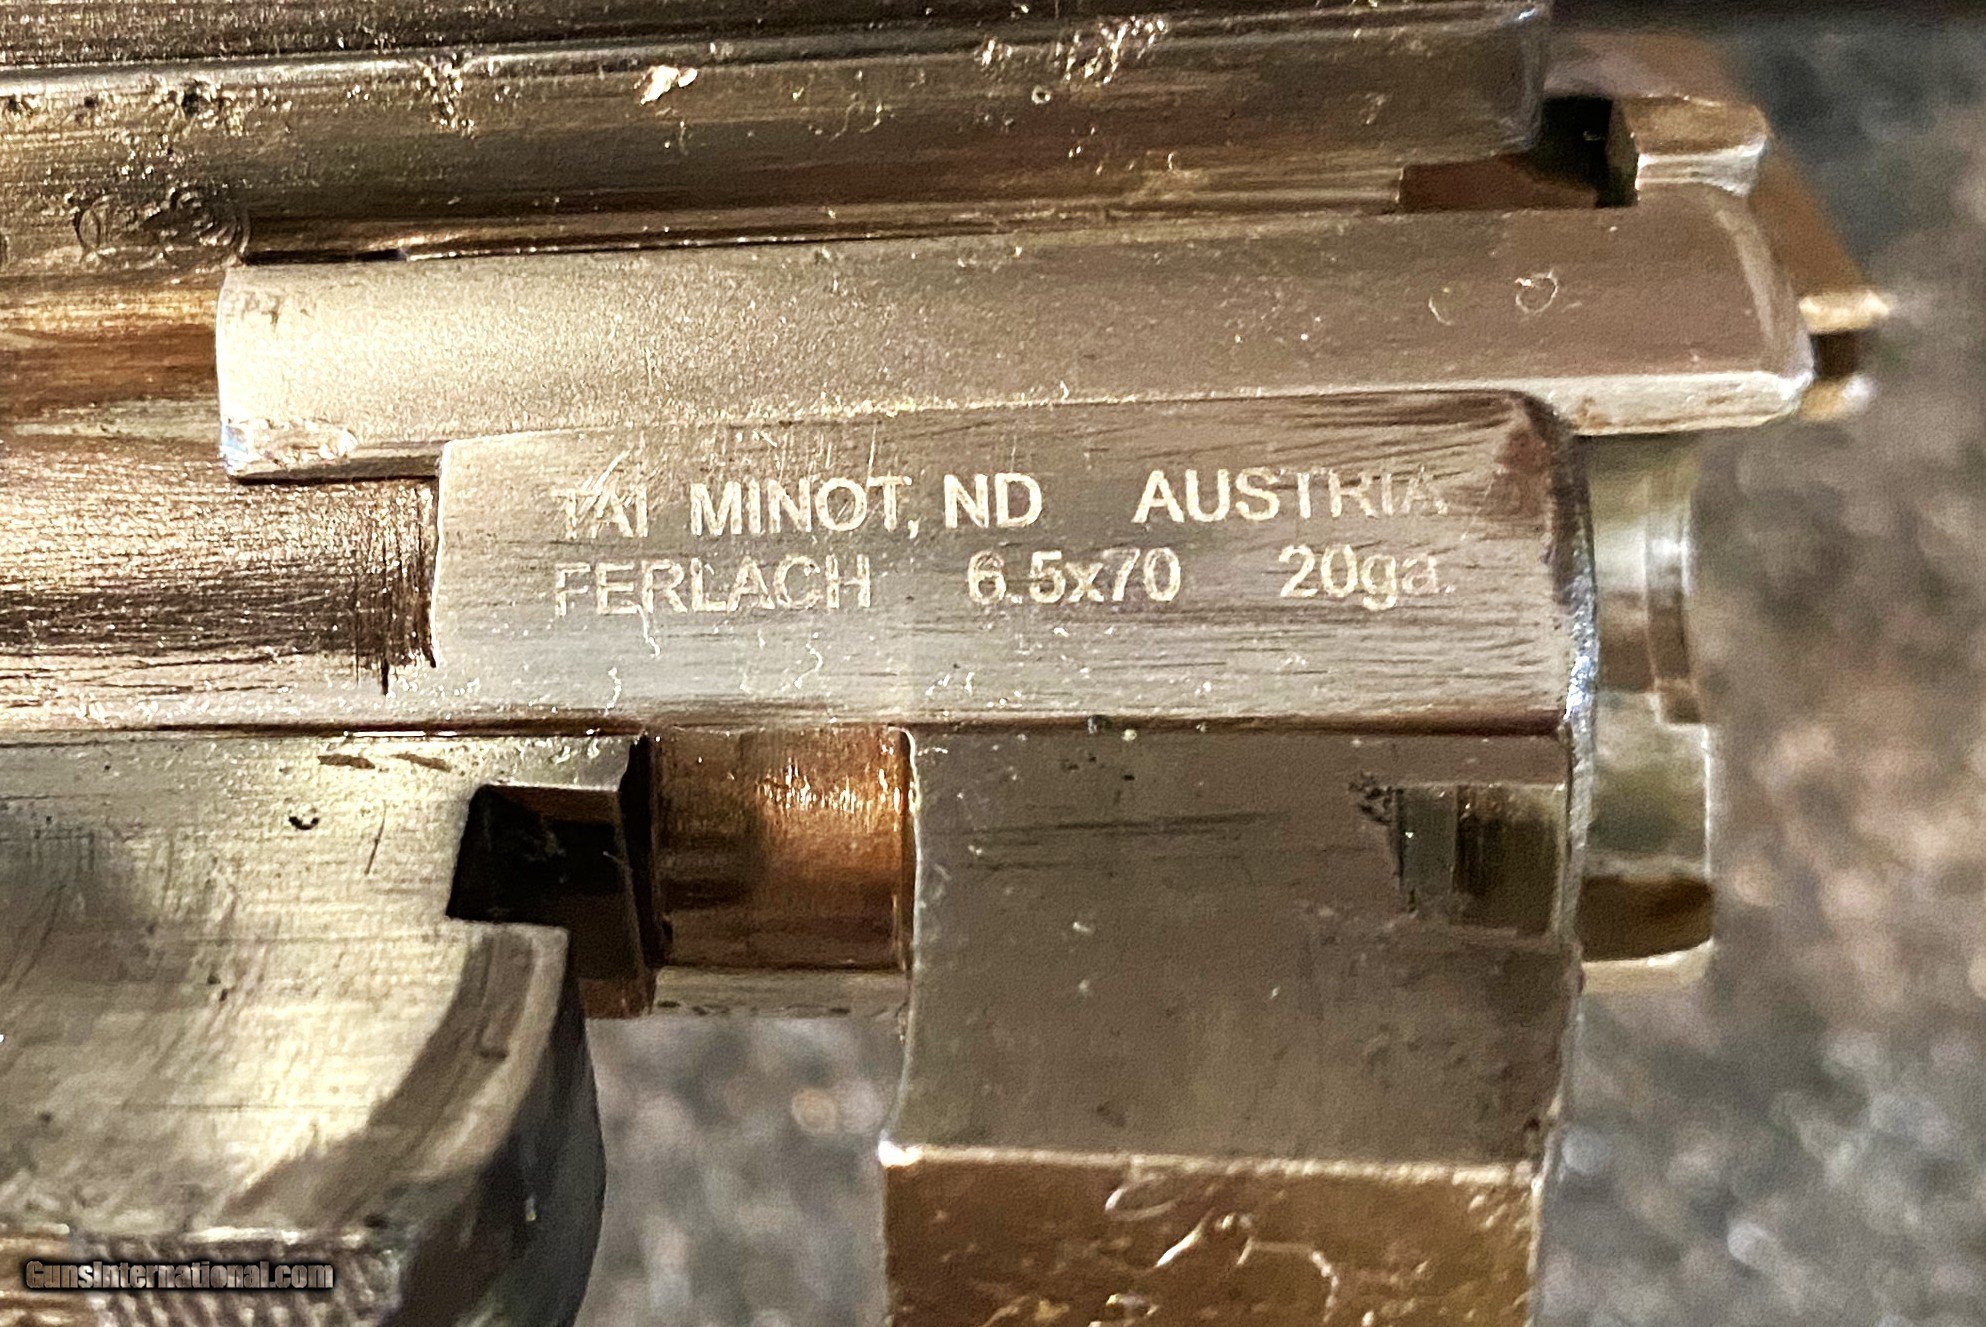 TAI MINOT, ND AUSTRIA
FERLACH 6.5x70 20ga.
GunsInternational.com